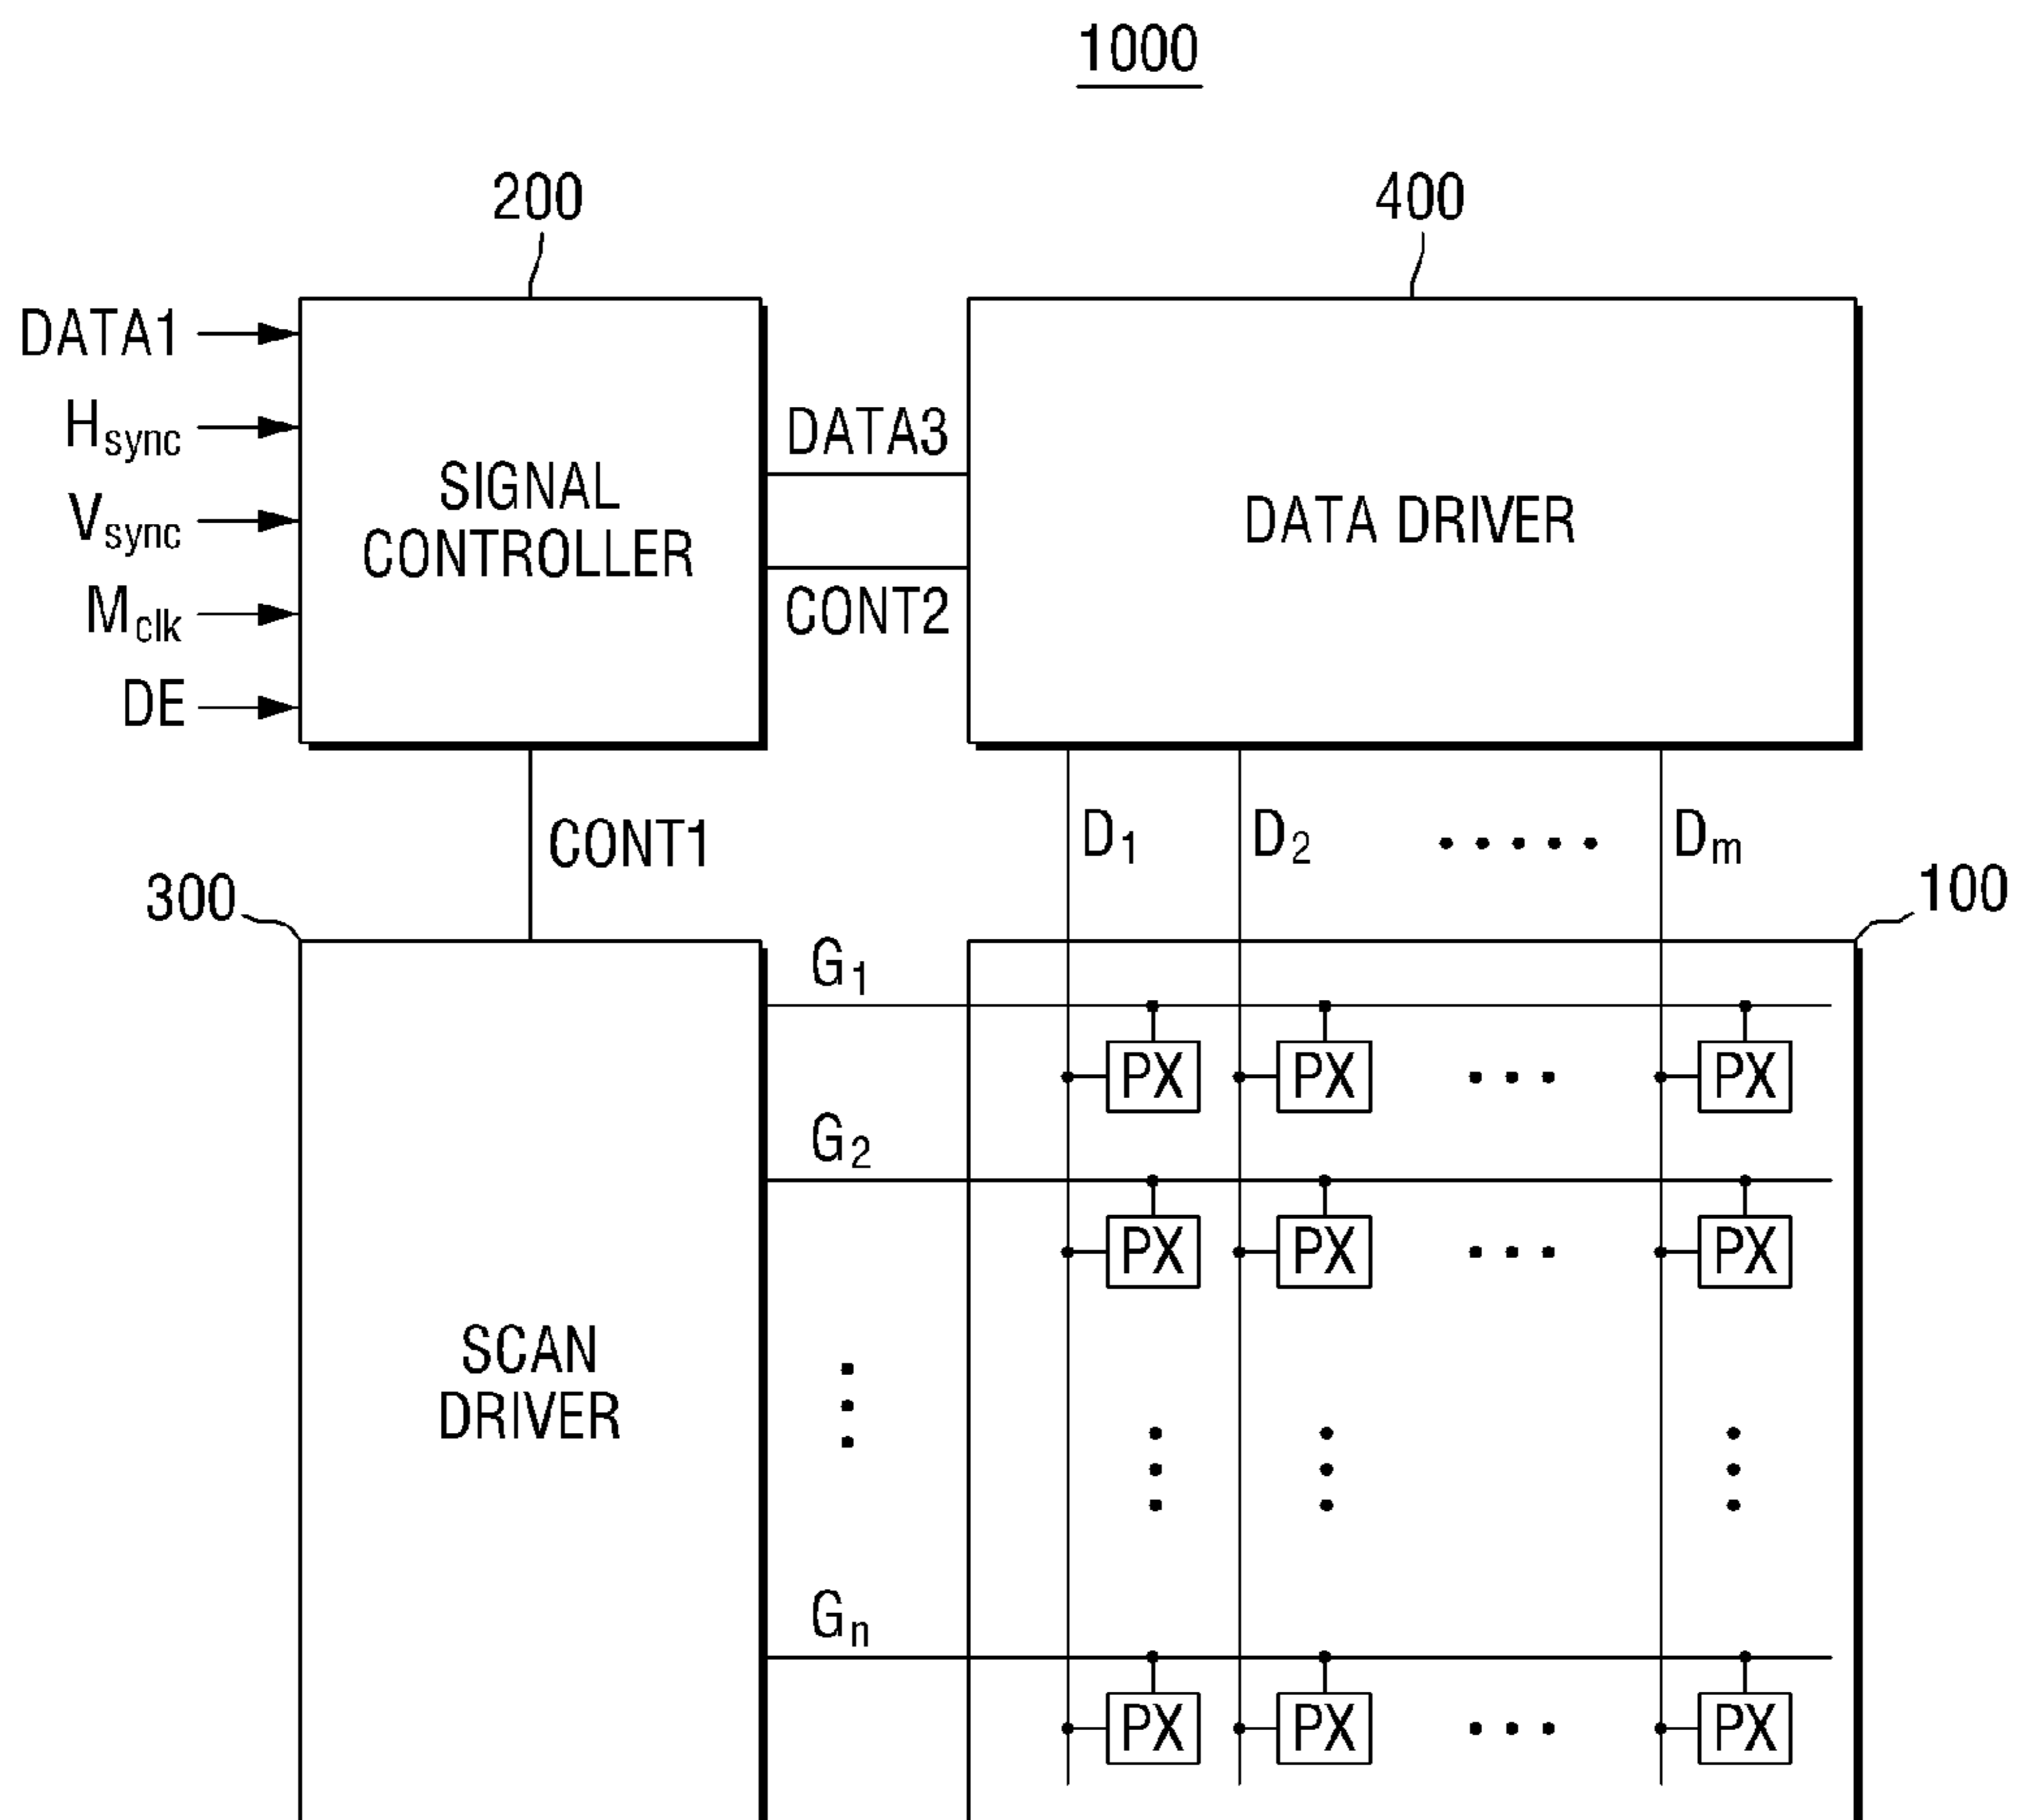 1000
200
400
DATA1
Hsync
Vsync
Mclk
DE
SIGNAL
CONTROLLER
DATA3
CONT2
DATA DRIVER
CONT1
D1 D2 ..... Dm
300
100
G1
PX PX ... PX
G2
PX PX ... PX
SCAN
DRIVER
Gn
PX PX ... PX